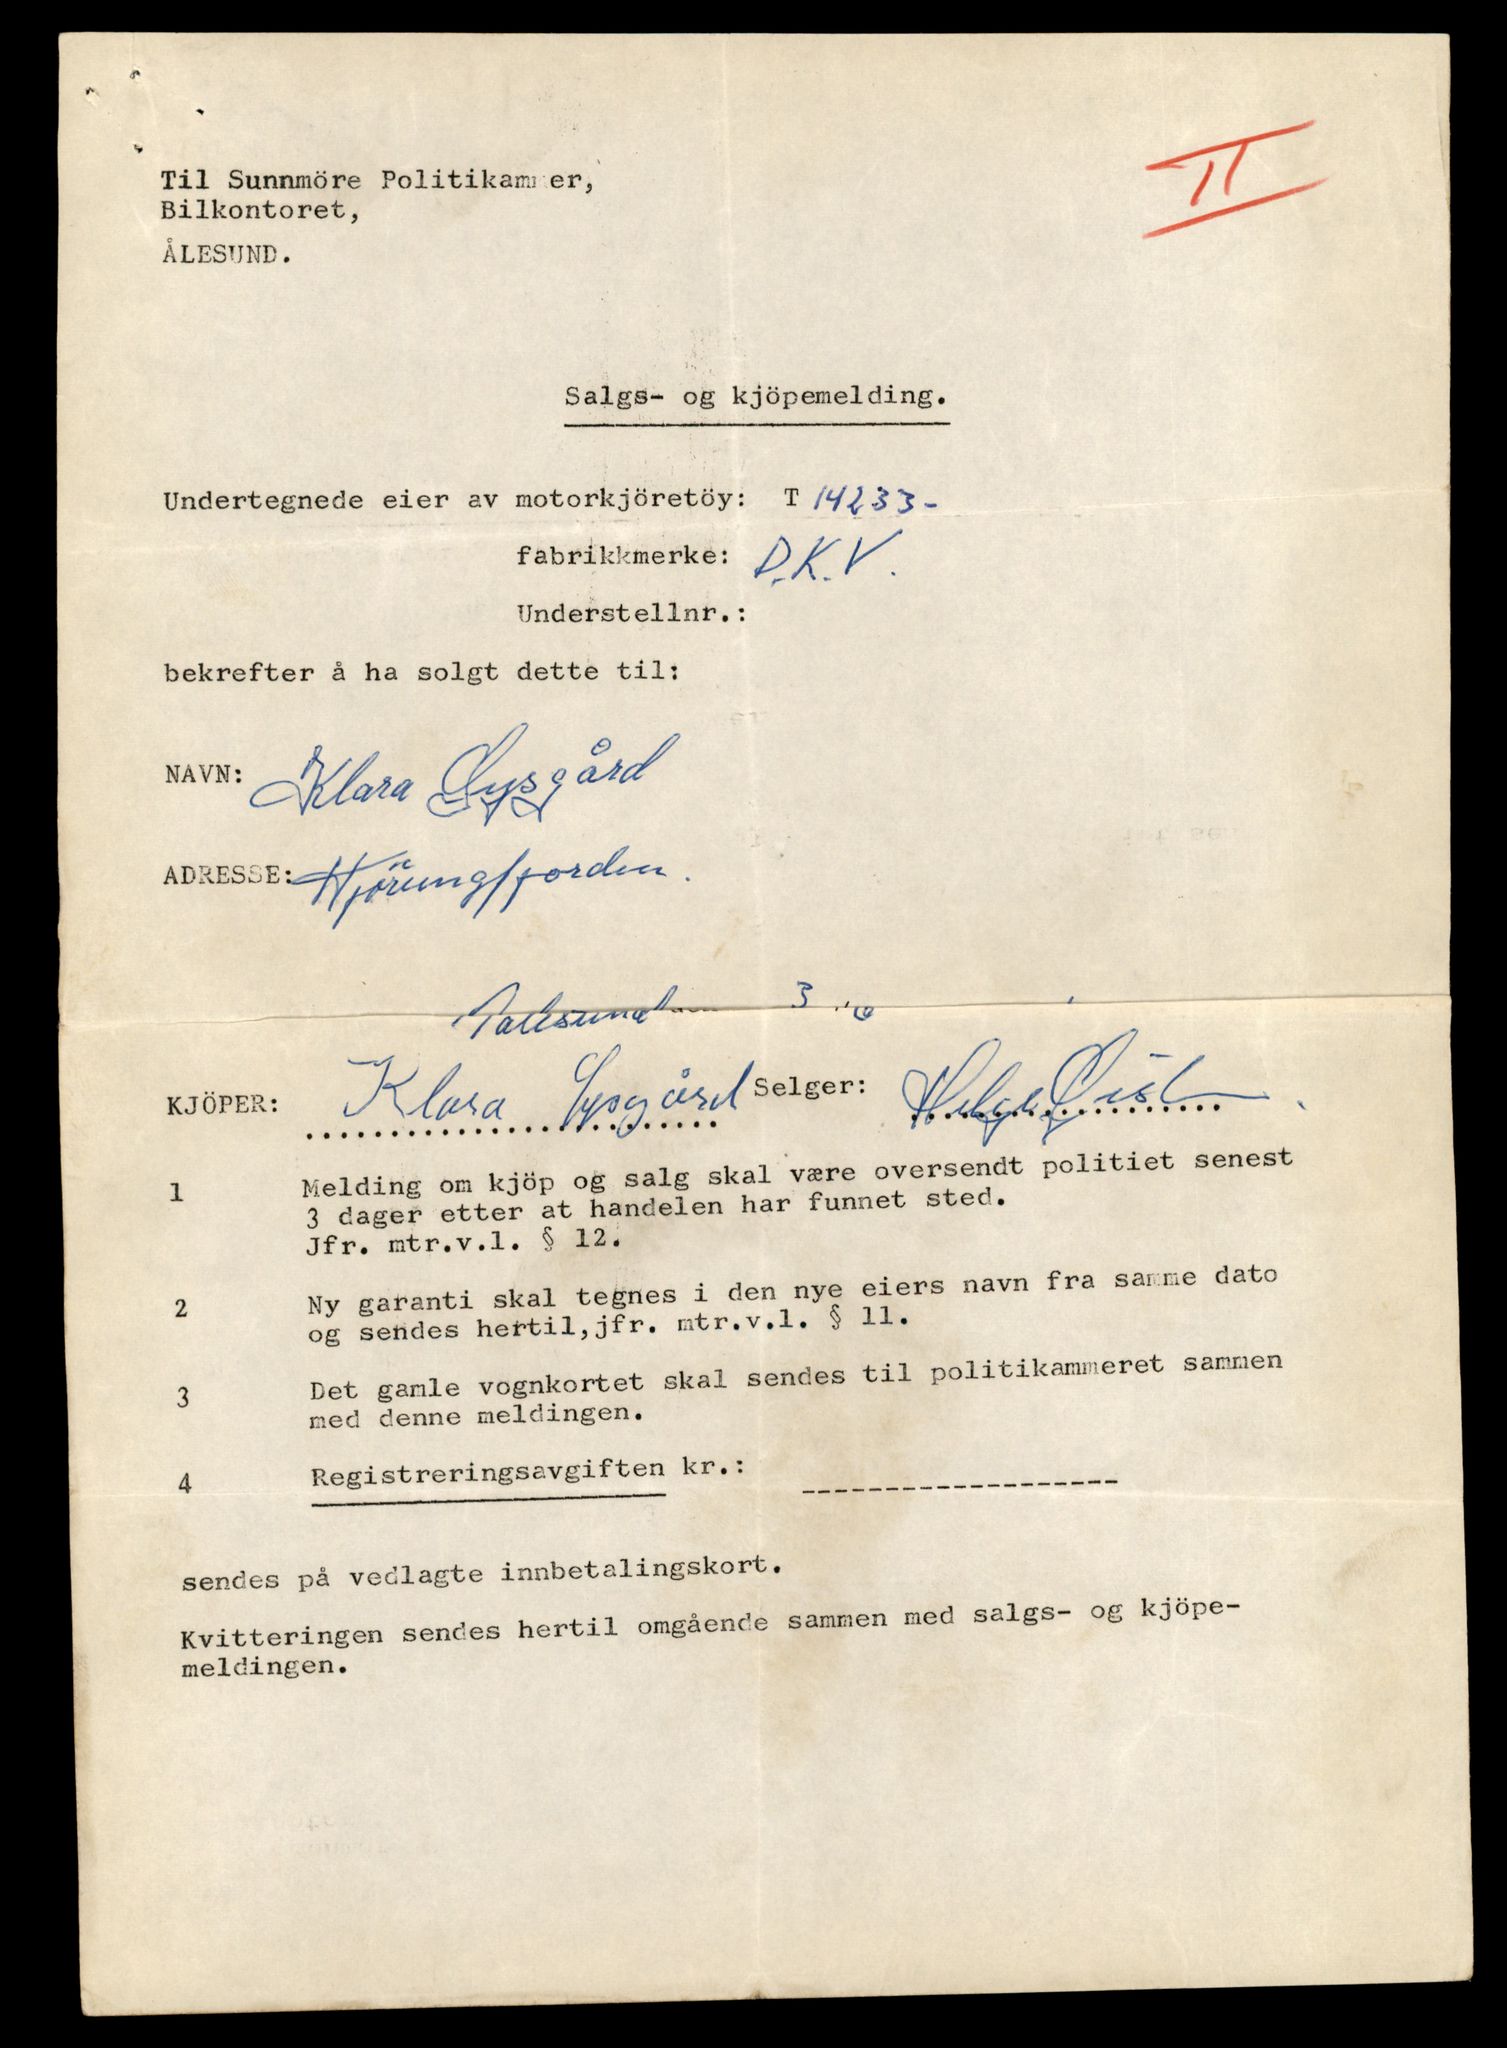 II
Til Sunnmöre Politikammer,
Bilkontoret,
ÅLESUND.
Salgs- og kjöpemelding.
Undertegnede eier av motorkjöretöy: T 14233-
fabrikkmerke: D.K.V.
Understellnr.:
bekrefter å ha solgt dette til:
NAVN: Klara Øysgård
ADRESSE: Hjörungfjorden.
3
KJÖPER: Klara Selger: Helge
1 Melding om kjöp og salg skal være oversendt politiet senest
3 dager etter at handelen har funnet sted.
Jfr. mtr.v.l. § 12.
2 Ny garanti skal tegnes i den nye eiers navn fra samme dato
og sendes hertil,jfr. mtr.v.l. § 11.
3 Det gamle vognkortet skal sendes til politikammeret sammen
med denne meldingen.
4 Registreringsavgiften kr.: -------------------
sendes på vedlagte innbetalingskort.
Kvitteringen sendes hertil omgående sammen med salgs- og kjöpe-
meldingen.